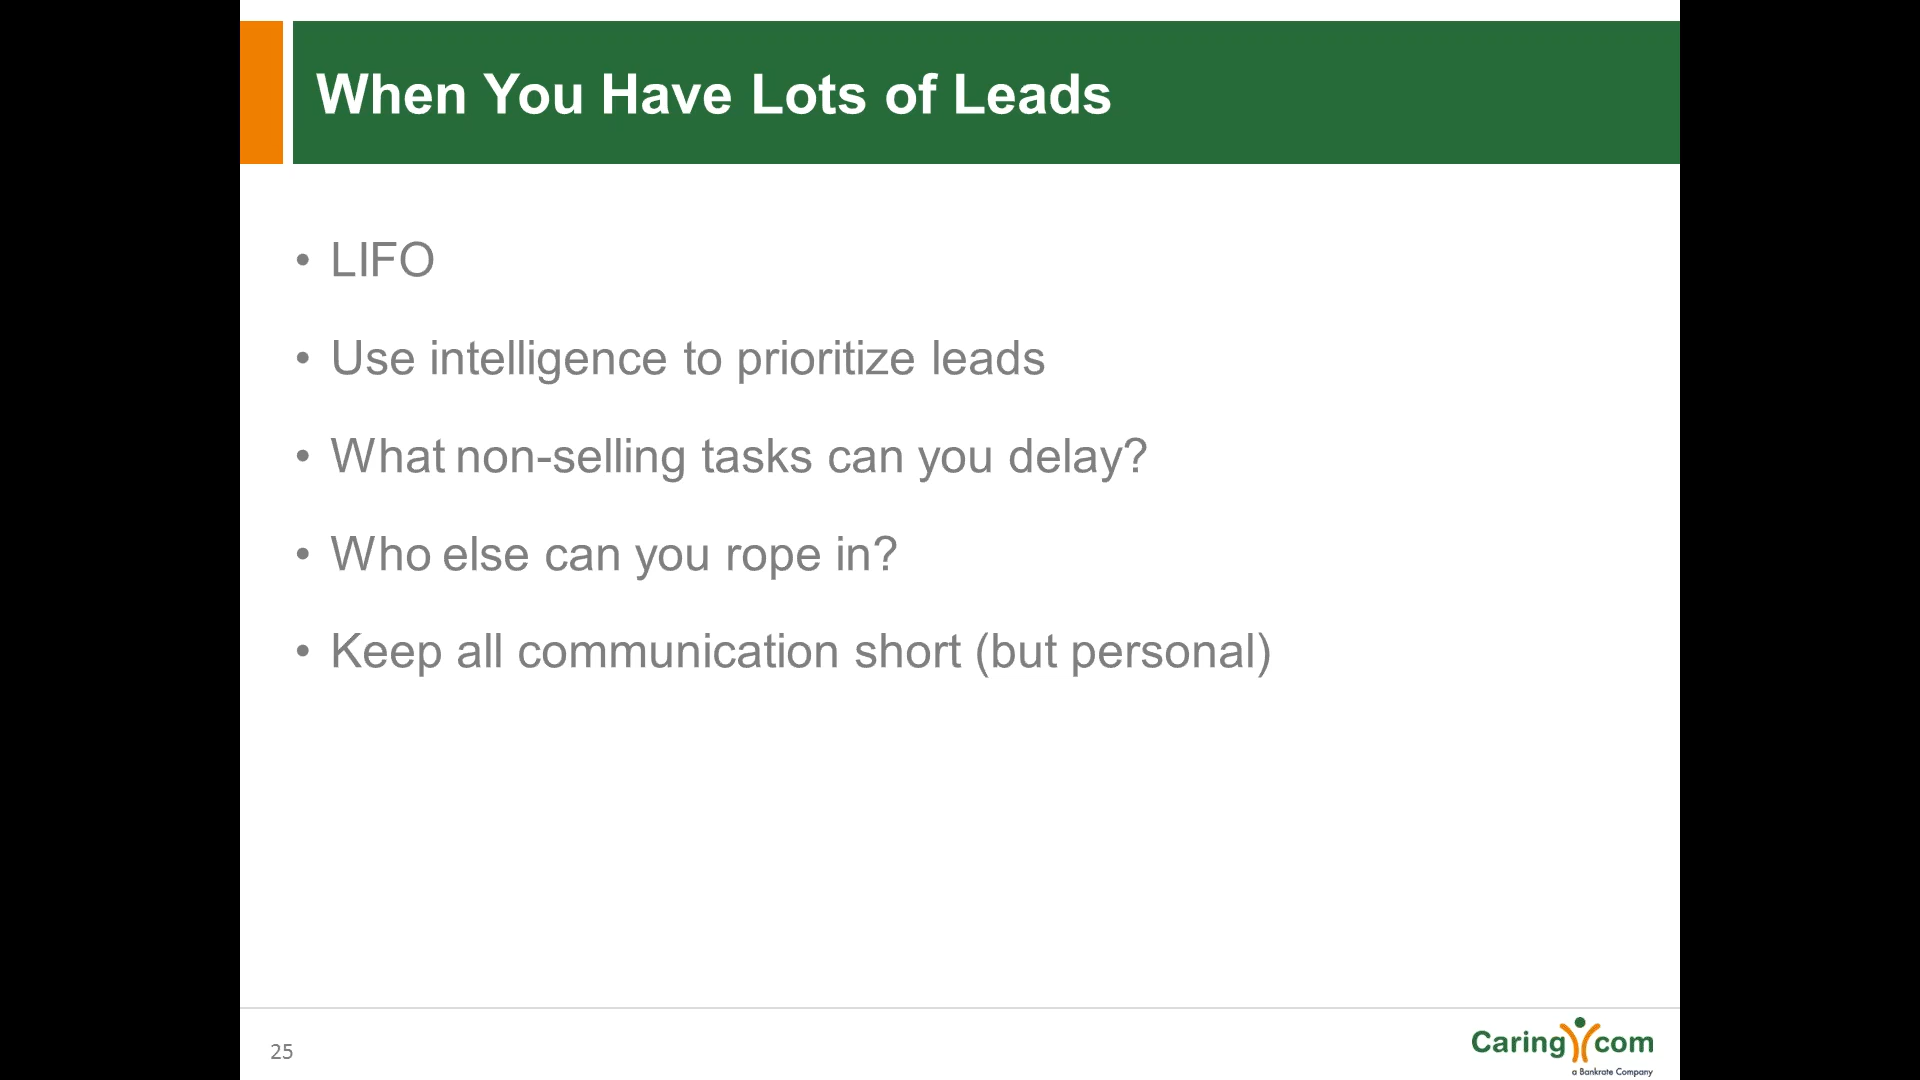 When You Have Lots of Leads
• LIFO
• Use intelligence to prioritize leads
• What non-selling tasks can you delay?
• Who else can you rope in?
• Keep all communication short (but personal)
25
Caring com
a Bankrate Company